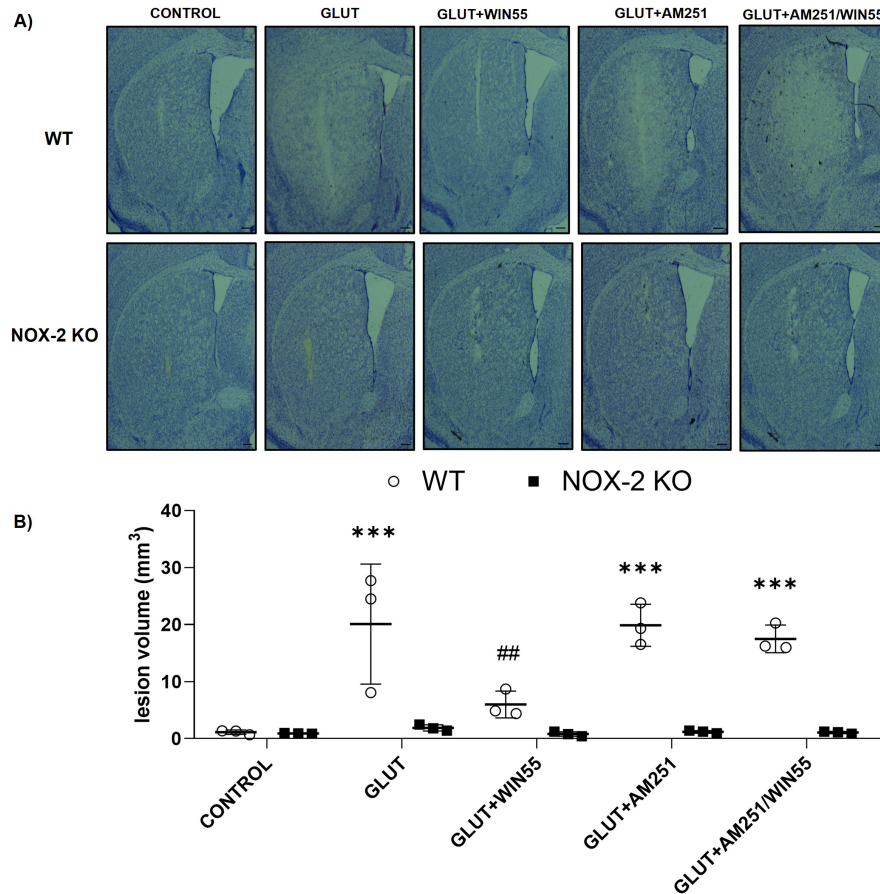 A)
CONTROL GLUT GLUT+WIN55 GLUT+AM251 GLUT+AM251/WIN55
WT
NOX-2 KO
WT NOX-2 KO
B)
lesion volume (mm³)
40
30
20
10
0
***
##
***
***
CONTROL
GLUT
GLUT+WIN55
GLUT+AM251
GLUT+AM251/WIN55